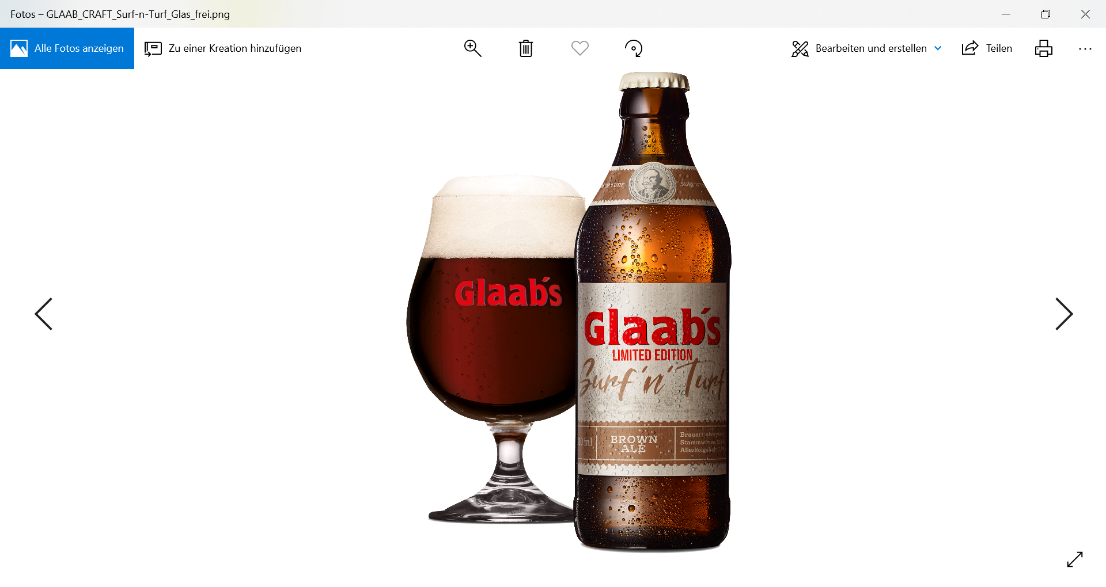 Fotos – GLAAB_CRAFT_Surf-n-Turf_Glas_frei.png
Alle Fotos anzeigen
Zu einer Kreation hinzufügen
Bearbeiten und erstellen
Teilen
Glaab's
Glaab's
LIMITED EDITION
Surf 'n' Turf
BROWN
ALE